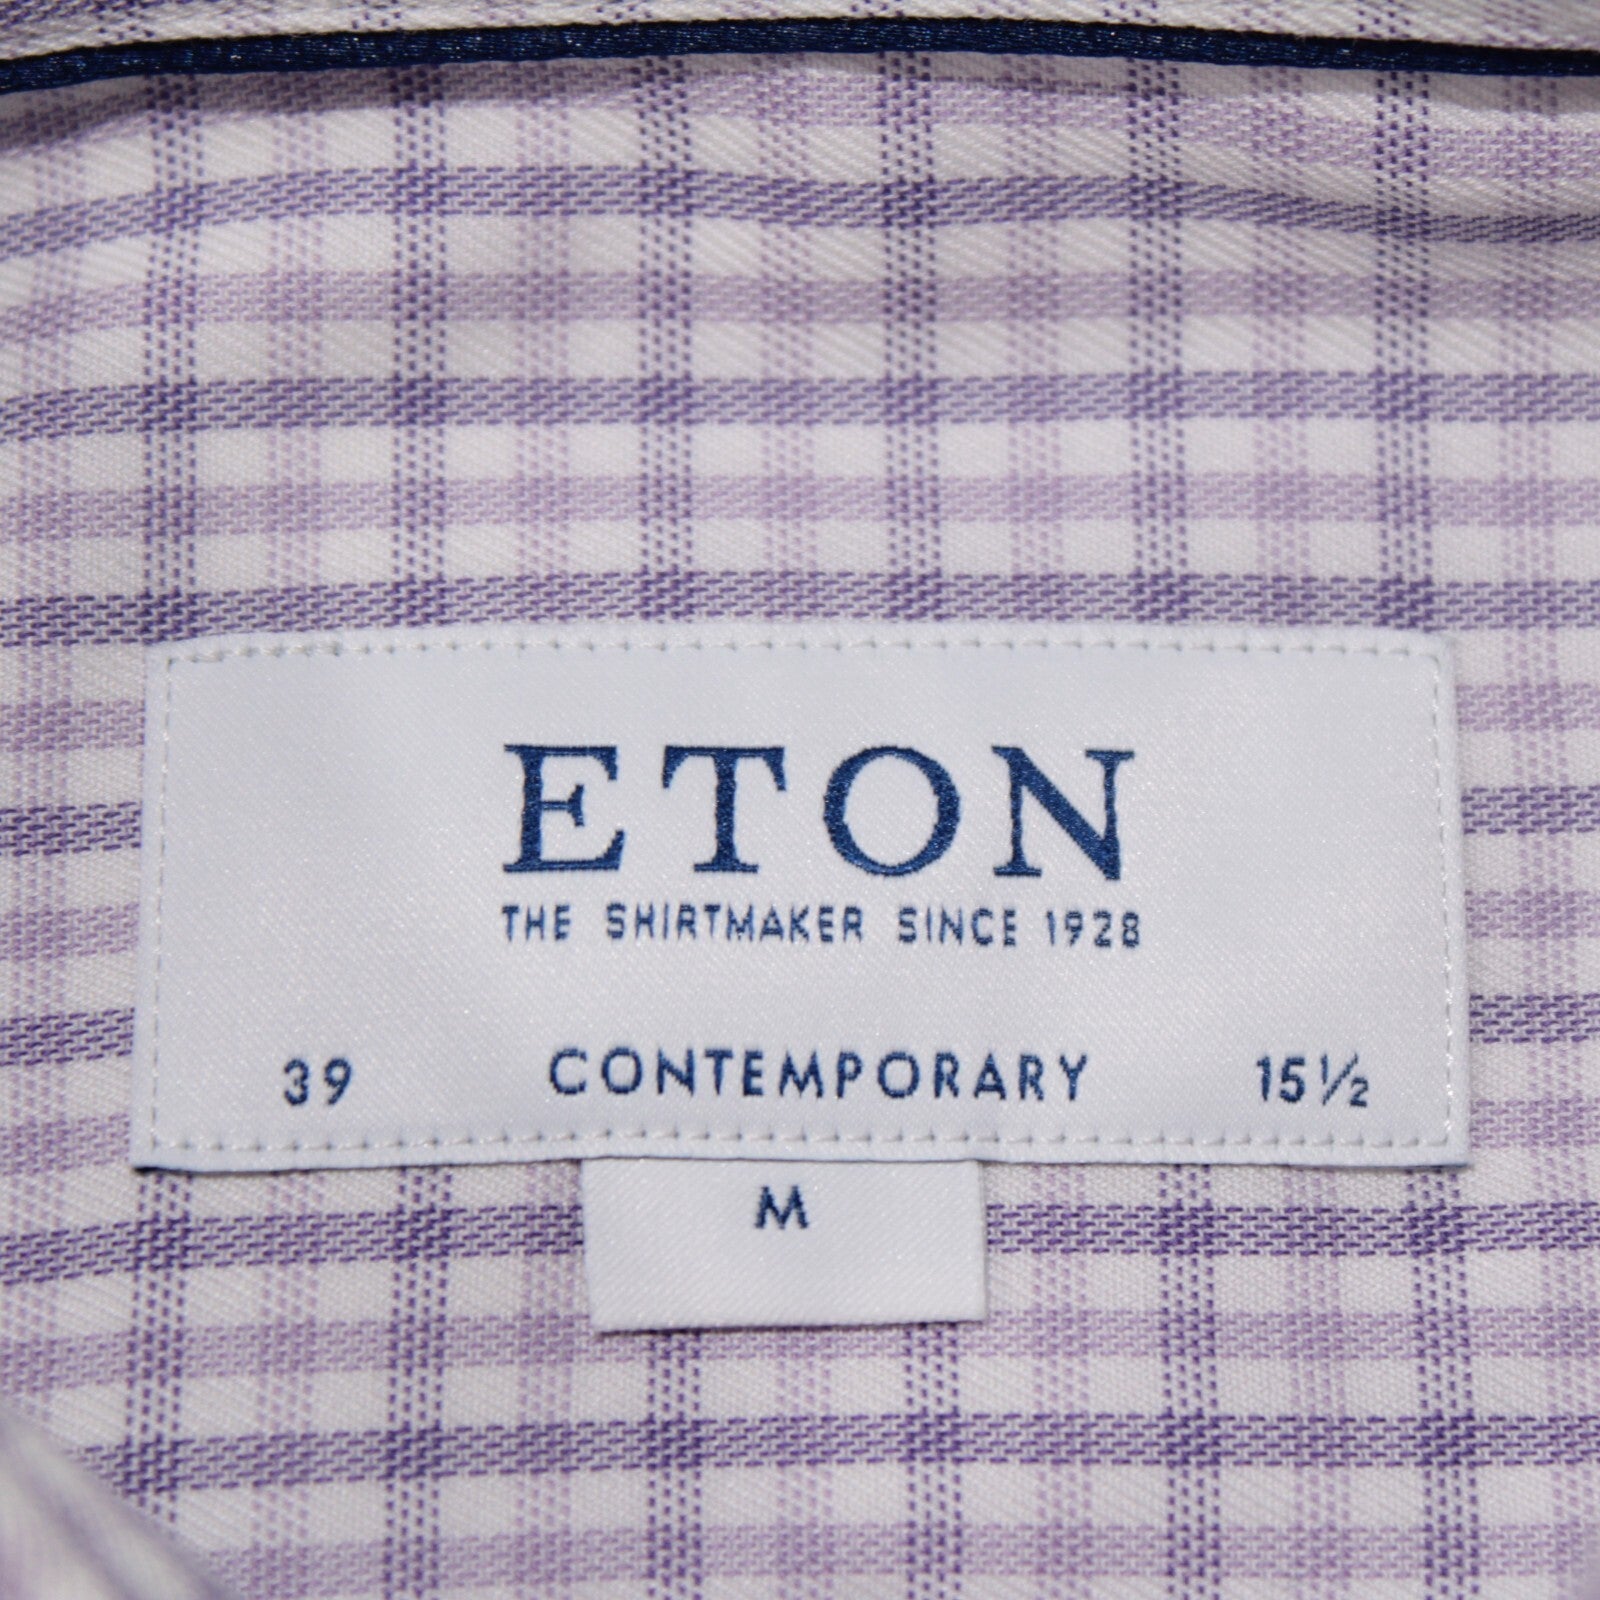 ETON
THE SHIRTMAKER SINCE 1928
39 CONTEMPORARY 15½
M